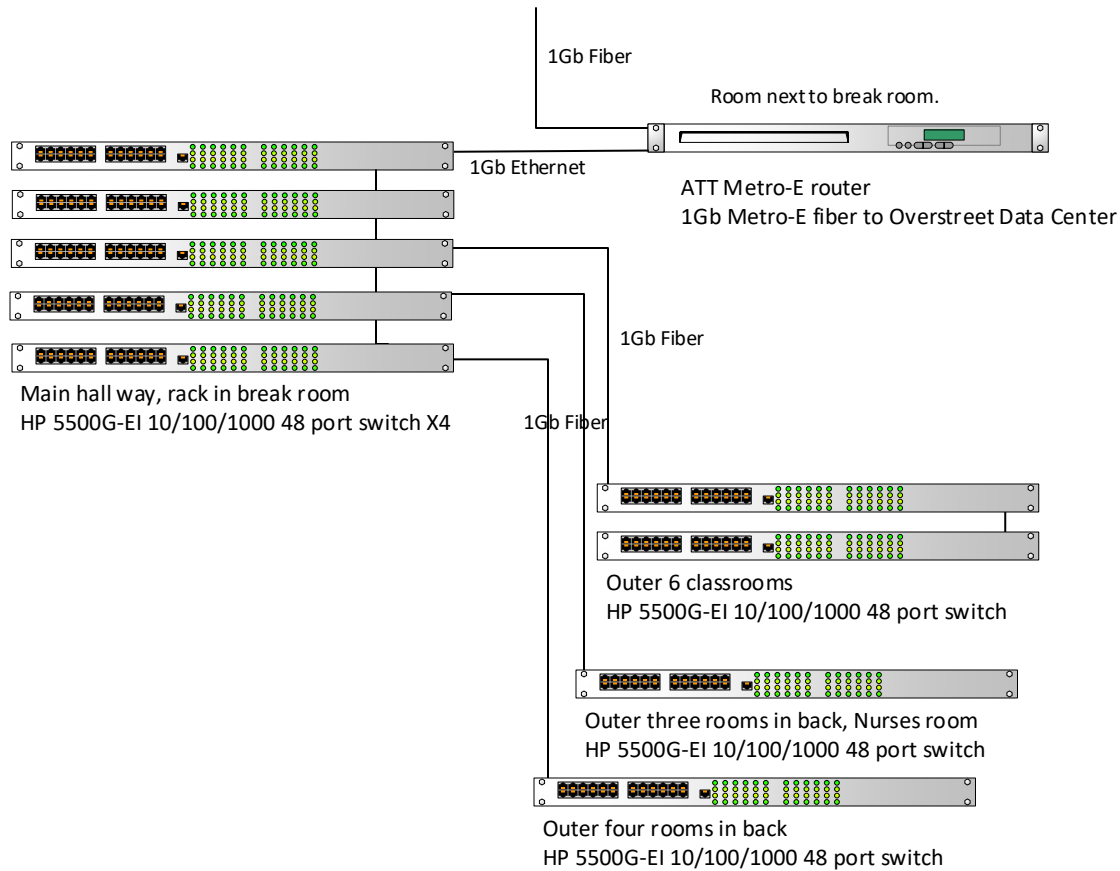 1Gb Fiber
Room next to break room.
1Gb Ethernet
ATT Metro-E router
1Gb Metro-E fiber to Overstreet Data Center
1Gb Fiber
Main hall way, rack in break room
HP 5500G-EI 10/100/1000 48 port switch X4
1Gb Fiber
Outer 6 classrooms
HP 5500G-EI 10/100/1000 48 port switch
Outer three rooms in back, Nurses room
HP 5500G-EI 10/100/1000 48 port switch
Outer four rooms in back
HP 5500G-EI 10/100/1000 48 port switch